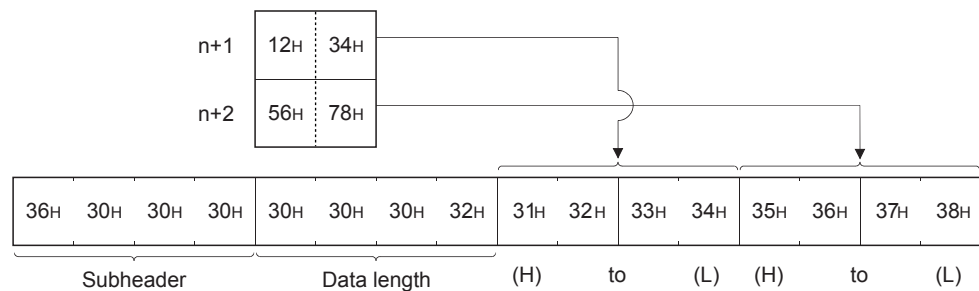 n+1 12H 34H
n+2 56H 78H
36H 30H 30H 30H 30H 30H 30H 32H 31H 32H 33H 34H 35H 36H 37H 38H
Subheader Data length (H) to (L) (H) to (L)